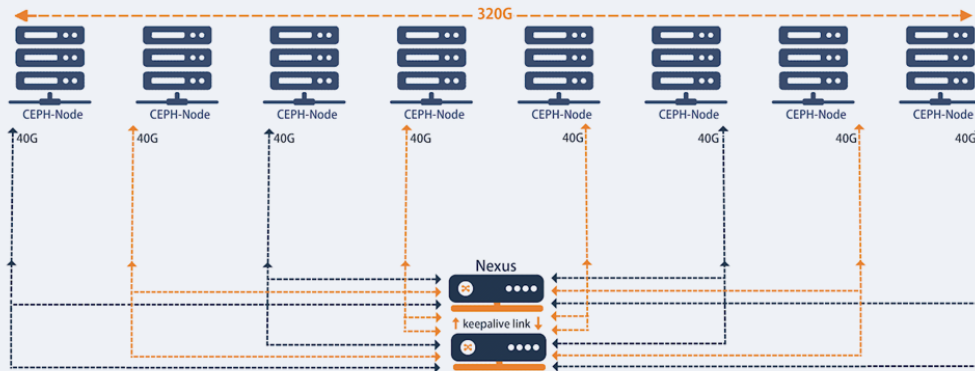 320G
CEPH-Node CEPH-Node CEPH-Node CEPH-Node CEPH-Node CEPH-Node CEPH-Node CEPH-Node
40G 40G 40G 40G 40G 40G 40G 40G
Nexus
keepalive link